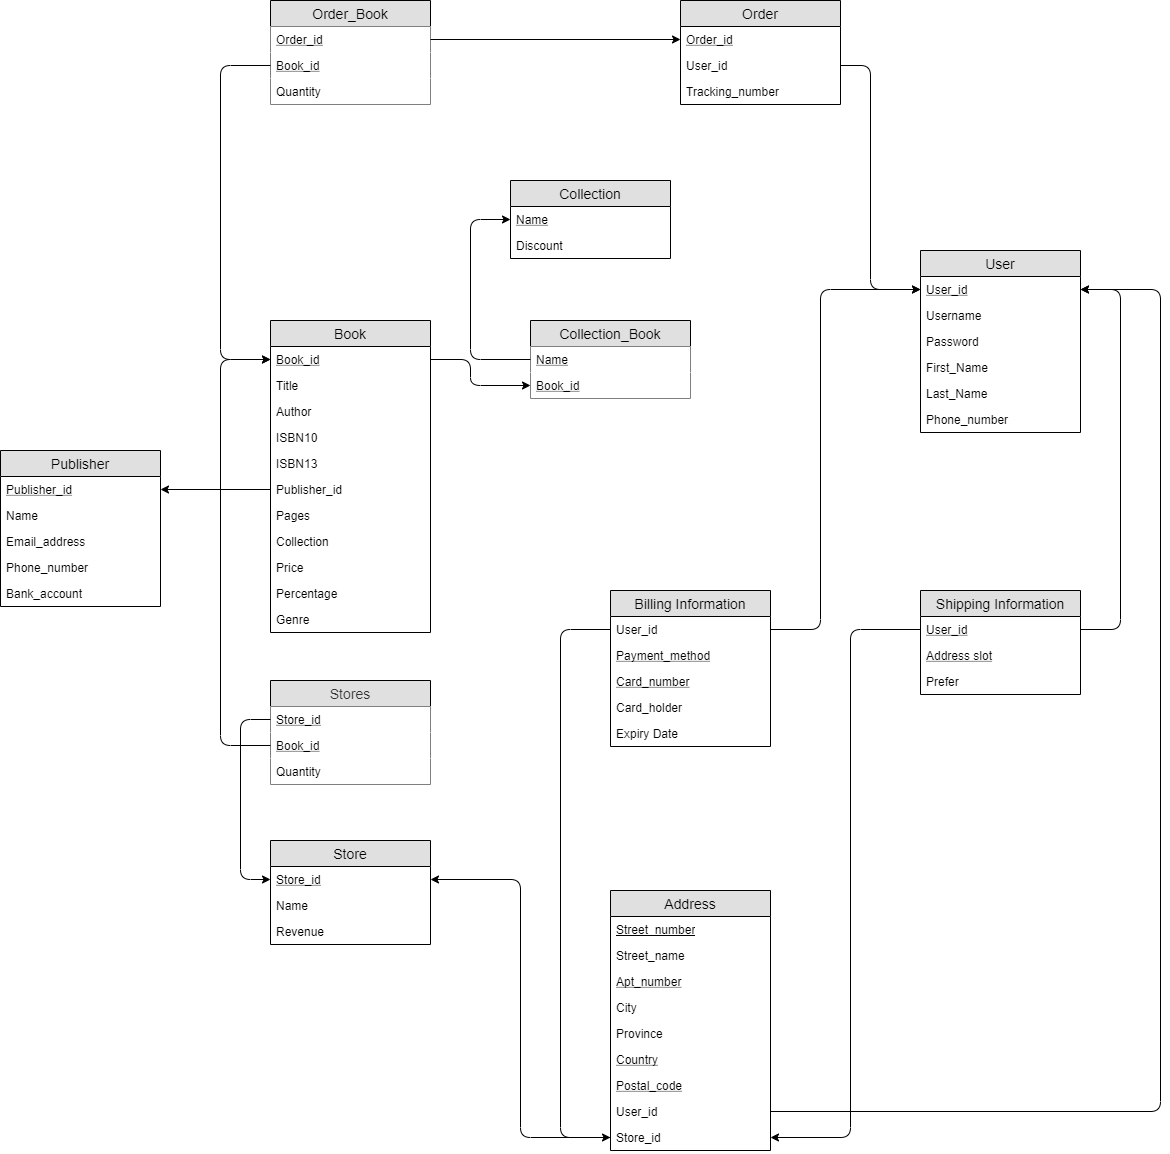 Order_Book
Order_id
Book_id
Quantity
Order
Order_id
User_id
Tracking_number
Collection
Name
Discount
User
User_id
Username
Password
First_Name
Last_Name
Phone_number
Book
Book_id
Title
Author
ISBN10
ISBN13
Publisher_id
Pages
Collection
Price
Percentage
Genre
Collection_Book
Name
Book_id
Publisher
Publisher_id
Name
Email_address
Phone_number
Bank_account
Billing Information
User_id
Payment_method
Card_number
Card_holder
Expiry Date
Shipping Information
User_id
Address slot
Prefer
Stores
Store_id
Book_id
Quantity
Store
Store_id
Name
Revenue
Address
Street_number
Street_name
Apt_number
City
Province
Country
Postal_code
User_id
Store_id